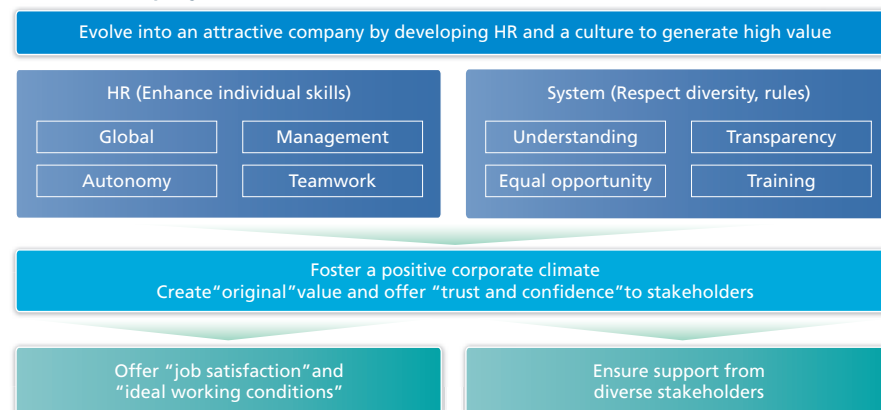 Evolve into an attractive company by developing HR and a culture to generate high value
HR (Enhance individual skills)
Global
Management
Autonomy
Teamwork
System (Respect diversity, rules)
Understanding
Transparency
Equal opportunity
Training
Foster a positive corporate climate
Create“original”value and offer “trust and confidence”to stakeholders
Offer “job satisfaction”and
“ideal working conditions”
Ensure support from
diverse stakeholders